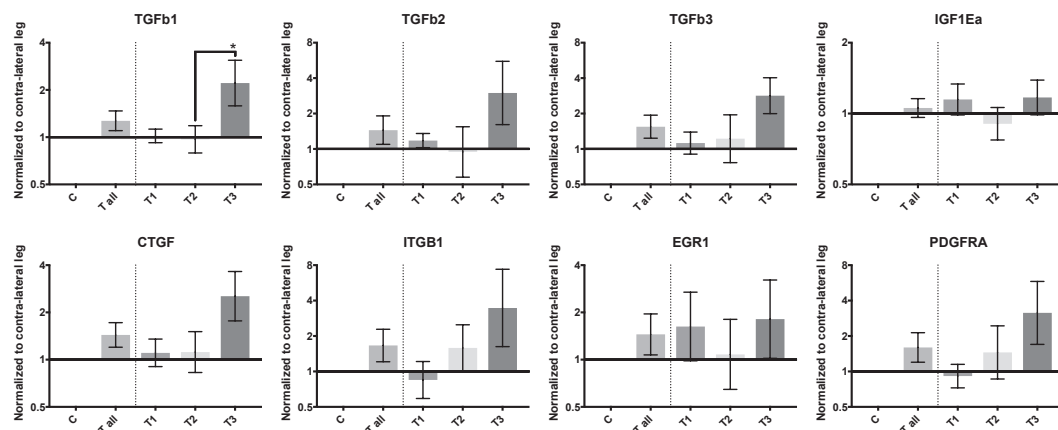 TGFb1
Normalized to contra-lateral leg
4
2
1
0.5
*
C
T all
T1
T2
T3
TGFb2
Normalized to contra-lateral leg
8
4
2
1
0.5
C
T all
T1
T2
T3
TGFb3
Normalized to contra-lateral leg
8
4
2
1
0.5
C
T all
T1
T2
T3
IGF1Ea
Normalized to contra-lateral leg
2
1
0.5
C
T all
T1
T2
T3
CTGF
Normalized to contra-lateral leg
4
2
1
0.5
C
T all
T1
T2
T3
ITGB1
Normalized to contra-lateral leg
8
4
2
1
0.5
C
T all
T1
T2
T3
EGR1
Normalized to contra-lateral leg
4
2
1
0.5
C
T all
T1
T2
T3
PDGFRA
Normalized to contra-lateral leg
8
4
2
1
0.5
C
T all
T1
T2
T3